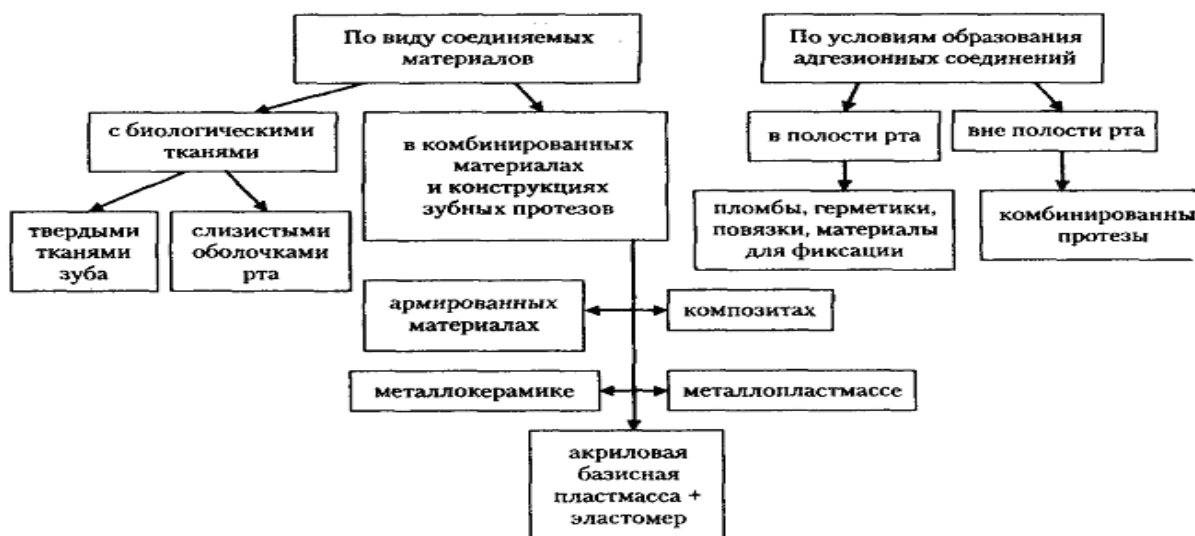 По виду соединяемых
материалов
По условиям образования
адгезионных соединений
с биологическими
тканями
в комбинированных
материалах
и конструкциях
зубных протезов
в полости рта
вне полости рта
твердыми
тканями
зуба
слизистыми
оболочками
рта
пломбы, герметики,
повязки, материалы
для фиксации
комбинированны
протезы
армированных
материалах
композитах
металлокерамике
металлопластмассе
акриловая
базисная
пластмасса +
эластомер